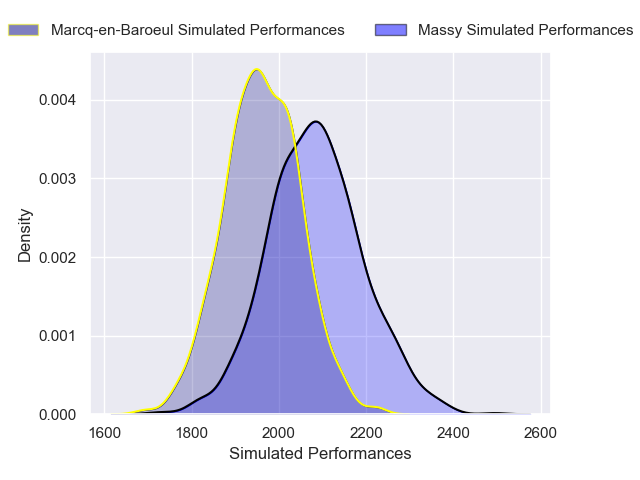 Marcq-en-Baroeul Simulated Performances
Massy Simulated Performances
0.004
0.003
0.002
0.001
0.000
Density
1600
1800
2000
2200
2400
2600
Simulated Performances